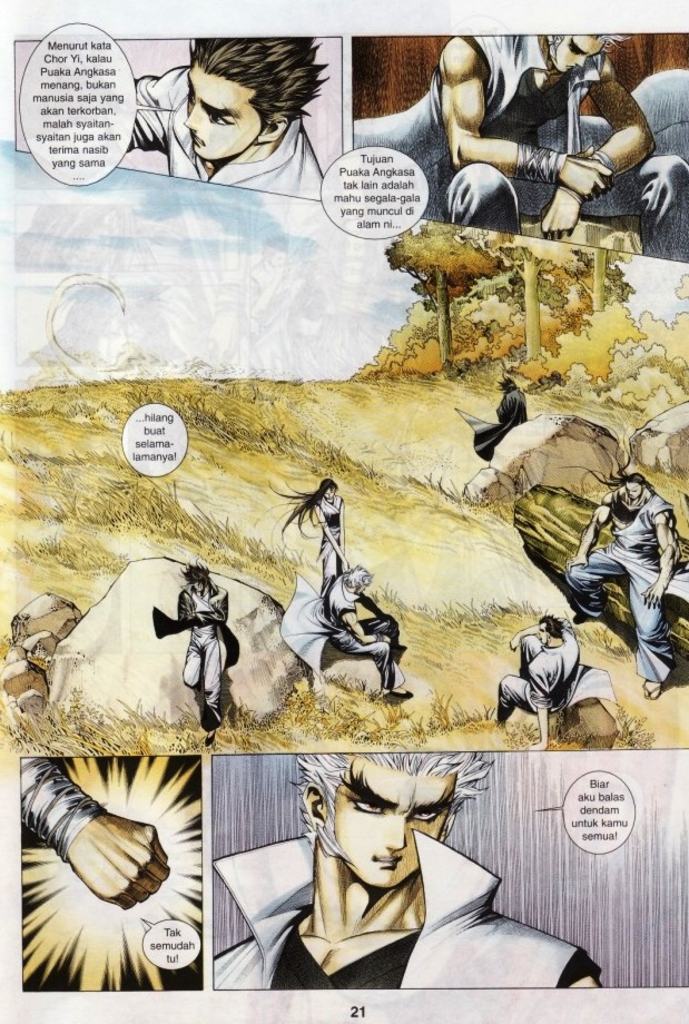 Menurut kata
Chor Yi, kalau
Puaka Angkasa
menang, bukan
manusia saja yang
akan terkorban,
malah syaitan-
syaitan juga akan
terima nasib
yang sama
....
Tujuan
Puaka Angkasa
tak lain adalah
mahu segala-gala
yang muncul di
alam ni...
...hilang
buat
selama-
lamanya!
Tak
semudah
tu!
Biar
aku balas
dendam
untuk kamu
semua!
21